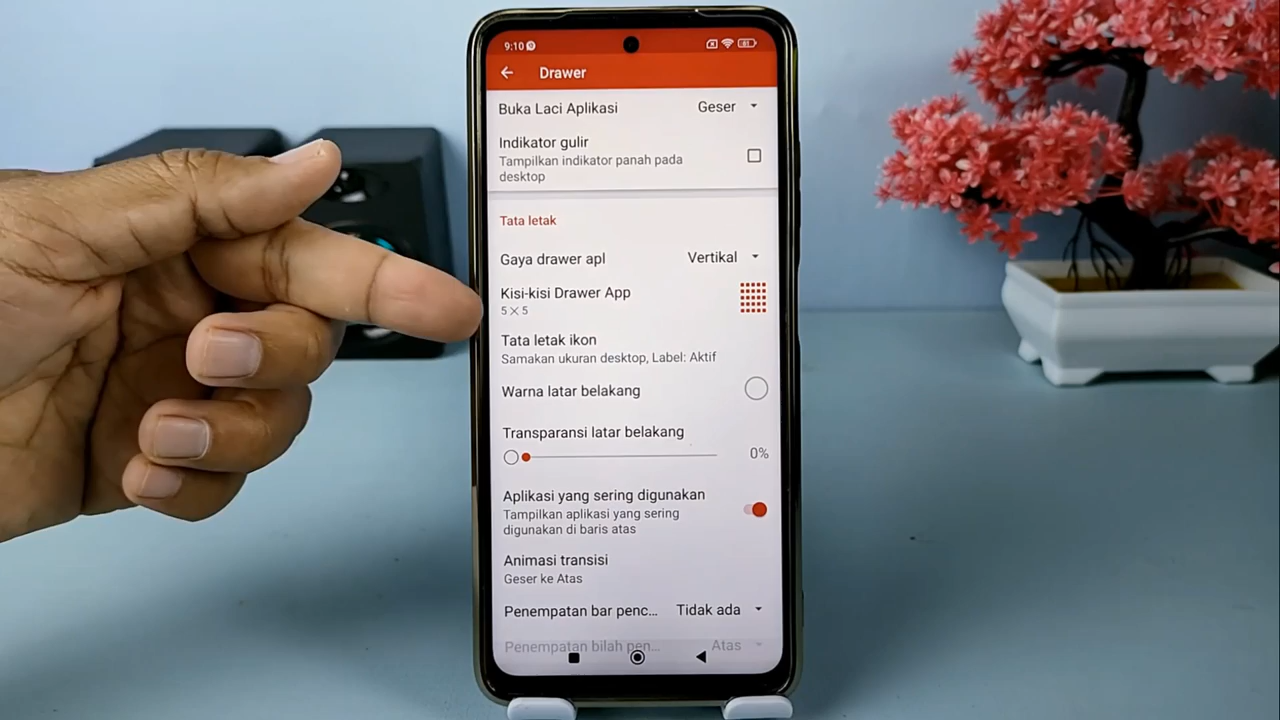 9:10
81
Drawer
Buka Laci Aplikasi Geser
Indikator gulir
Tampilkan indikator panah pada
desktop
Tata letak
Gaya drawer apl Vertikal
Kisi-kisi Drawer App
5×5
Tata letak ikon
Samakan ukuran desktop, Label: Aktif
Warna latar belakang
Transparansi latar belakang
0%
Aplikasi yang sering digunakan
Tampilkan aplikasi yang sering
digunakan di baris atas
Animasi transisi
Geser ke Atas
Penempatan bar penc... Tidak ada
Penempatan bilah pen... Atas